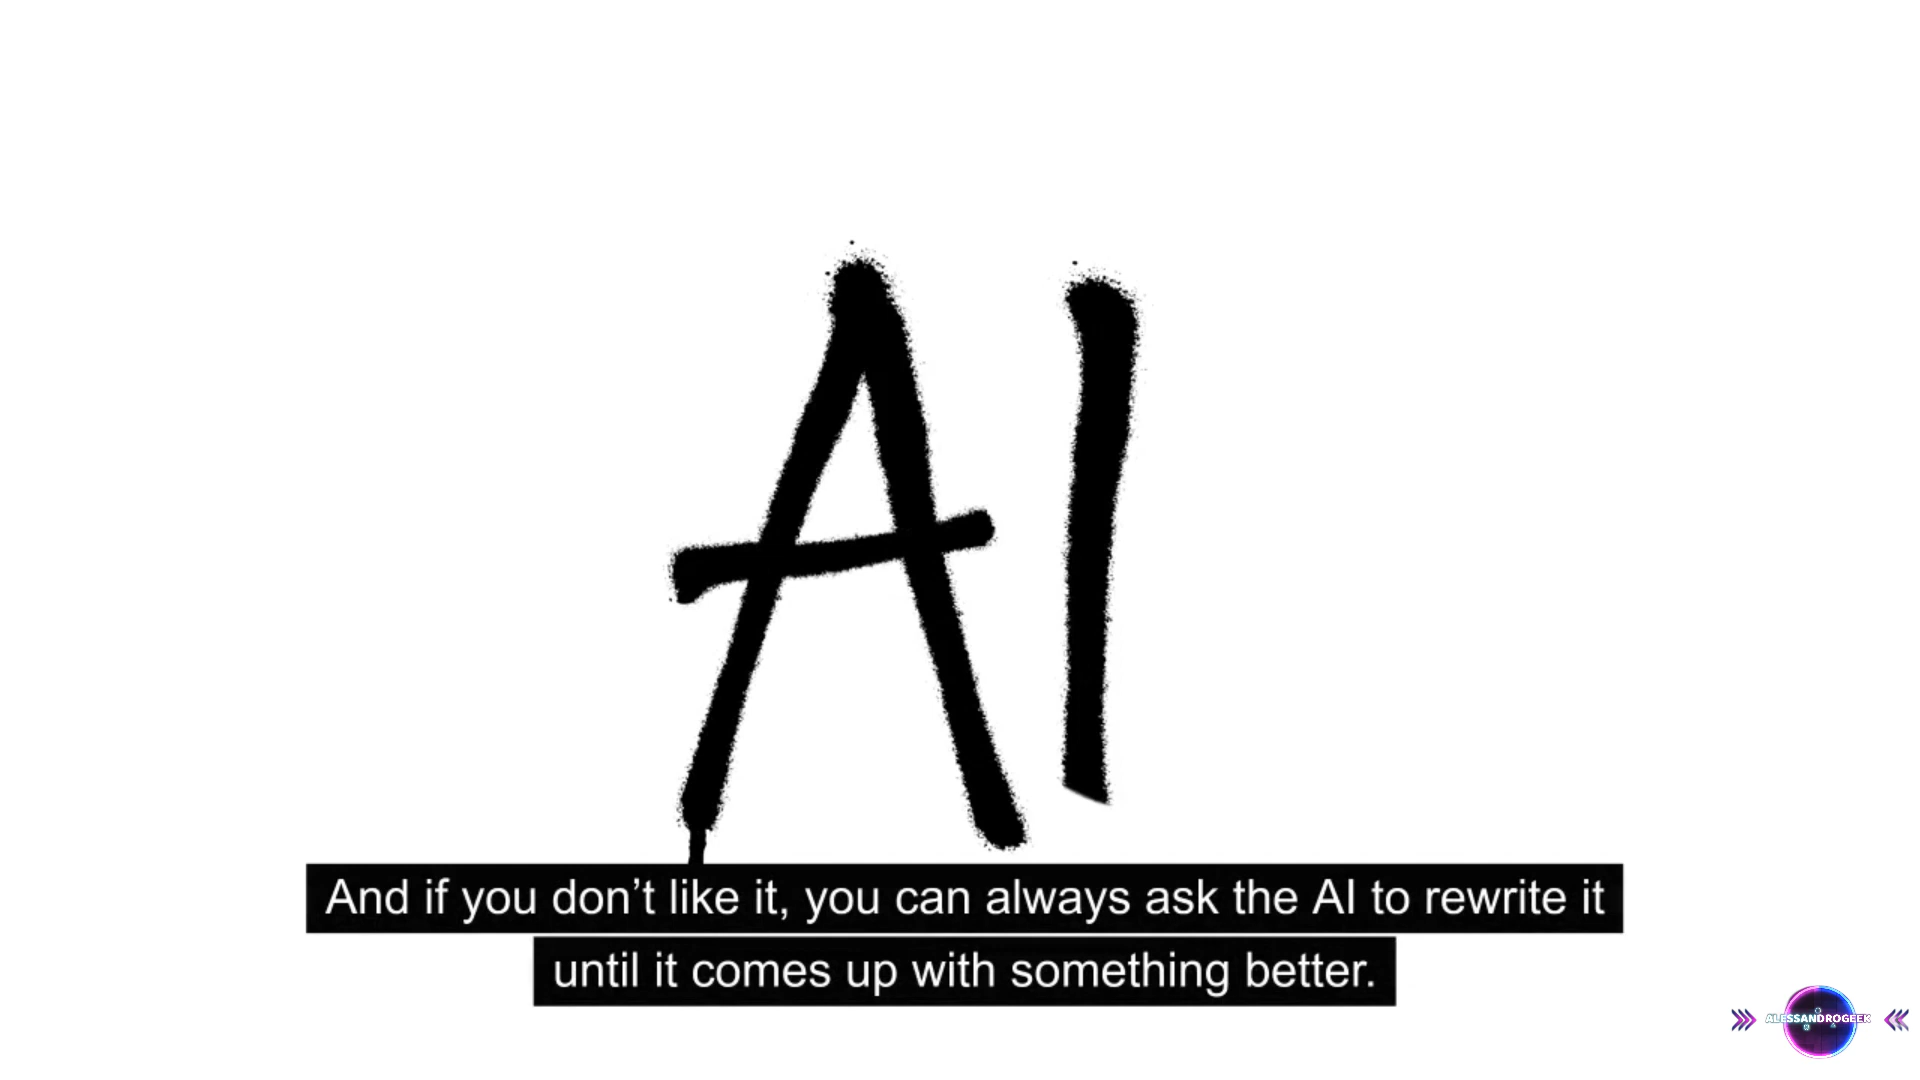 AI
And if you don’t like it, you can always ask the AI to rewrite it
until it comes up with something better.
ALESSANDROGEEK